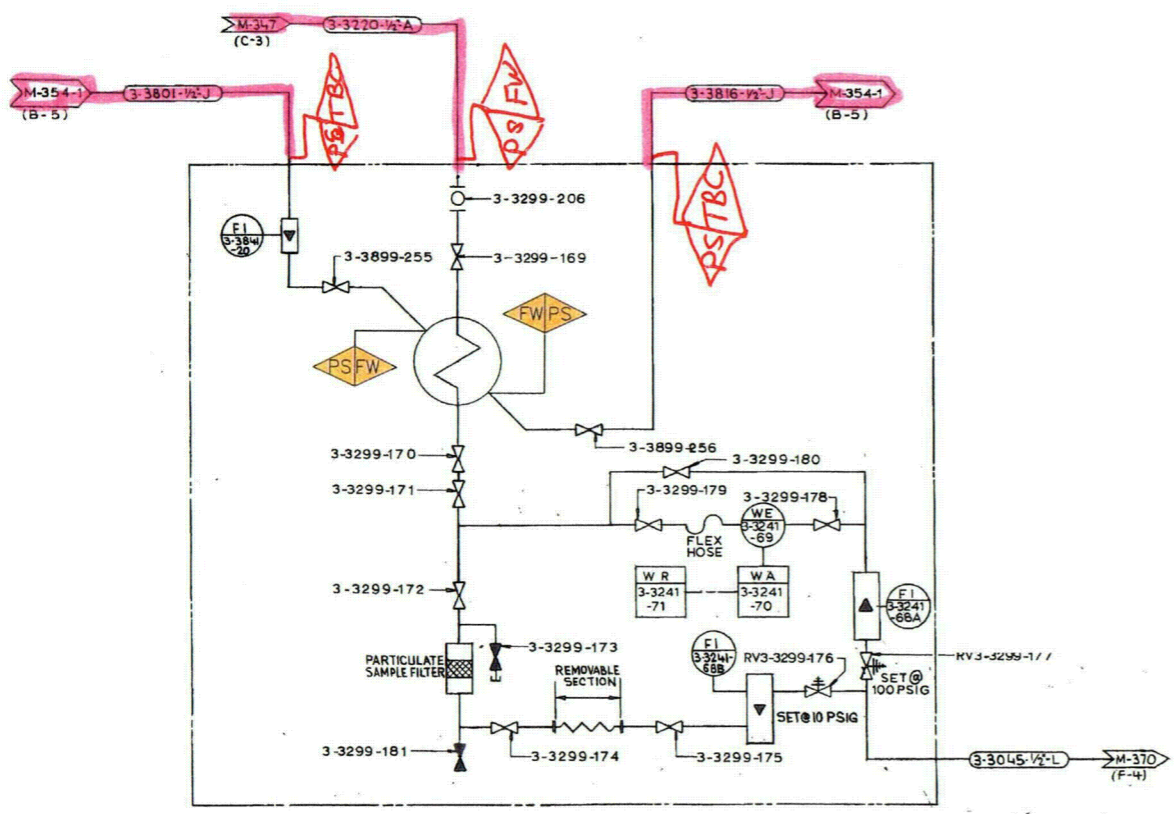 M-347
(C-3)
3-3220-½"-A
M-354-1
(B-5)
3-3801-½"-J
3-3816-½"-J
M-354-1
(B-5)
PS/TBC
PS/FW
PS/TBC
3-3299-206
FI
3-3841
-20
3-3899-255
3-3299-169
FW PS
PS FW
3-3899-256
3-3299-170
3-3299-180
3-3299-171
3-3299-179
3-3299-178
WE
3-3241
-69
FLEX
HOSE
WR
3-3241
-71
WA
3-3241
-70
3-3299-172
FI
3-3241
-68A
3-3299-173
FI
3-3241-
68B
RV3-3299-176
RV3-3299-177
PARTICULATE
SAMPLE FILTER
REMOVABLE
SECTION
SET @
100 PSIG
SET@10 PSIG
3-3299-181
3-3299-174
3-3299-175
3-3045-½"-L
M-370
(F-4)